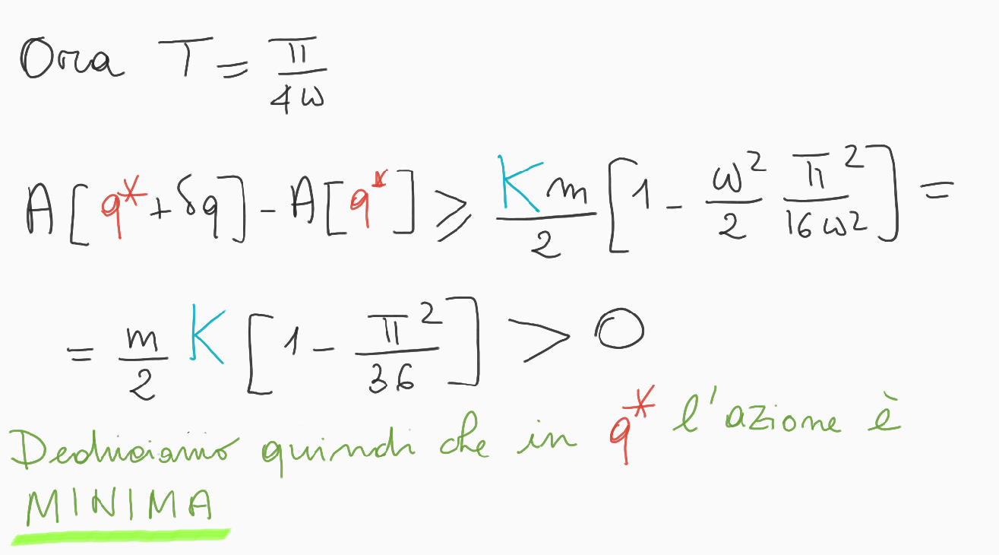 Ora T = π/4ω
A[q* + δq] - A[q*] ⩾ Km/2 [1 - ω²/2 π²/16ω²] =
= m/2 K [1 - π²/36] > 0
Deduciamo quindi che in q* l'azione è
MINIMA